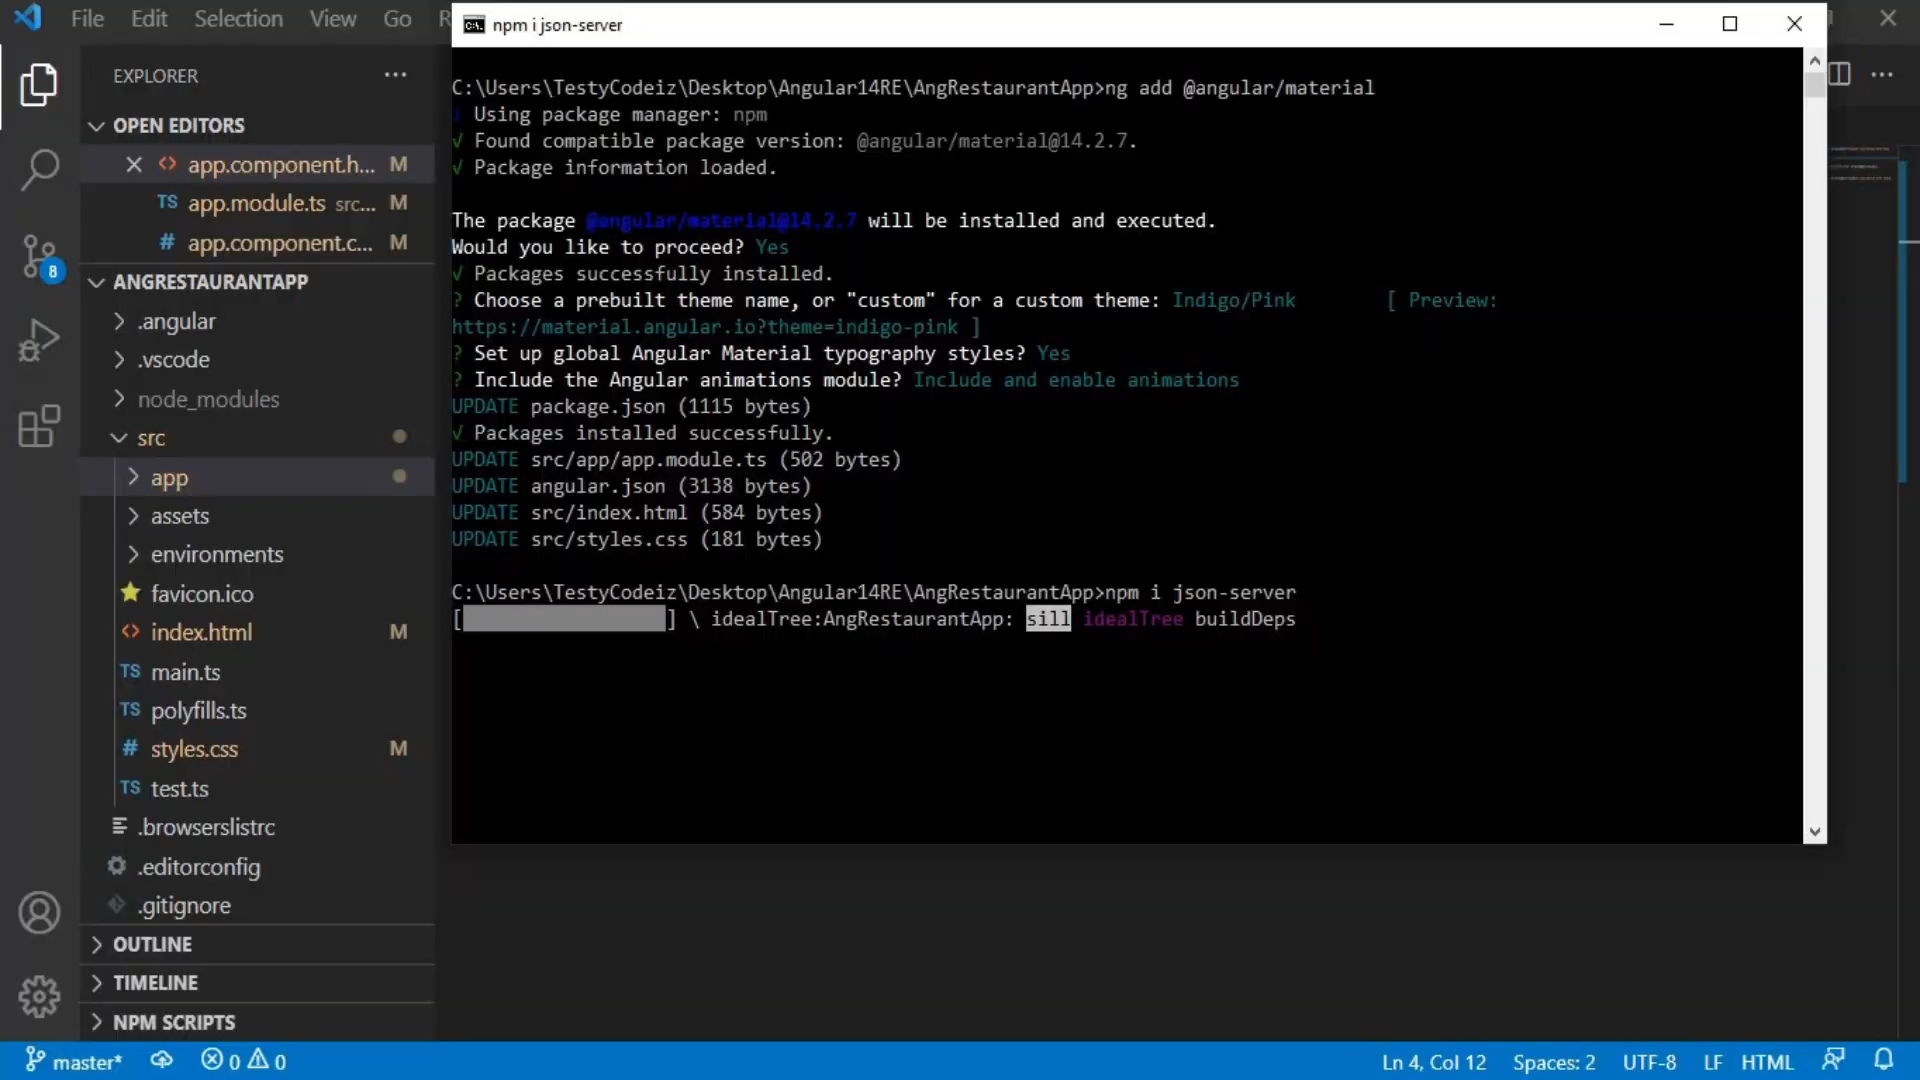 File Edit Selection View Go R
EXPLORER
OPEN EDITORS
app.component.h... M
TS app.module.ts src... M
# app.component.c... M
8
ANGRESTAURANTAPP
.angular
.vscode
node_modules
src
app
assets
environments
favicon.ico
index.html M
TS main.ts
TS polyfills.ts
# styles.css M
TS test.ts
.browserslistrc
.editorconfig
.gitignore
OUTLINE
TIMELINE
NPM SCRIPTS
npm i json-server
C:\Users\TestyCodeiz\Desktop\Angular14RE\AngRestaurantApp>ng add @angular/material
i Using package manager: npm
√ Found compatible package version: @angular/material@14.2.7.
√ Package information loaded.
The package @angular/material@14.2.7 will be installed and executed.
Would you like to proceed? Yes
√ Packages successfully installed.
? Choose a prebuilt theme name, or "custom" for a custom theme: Indigo/Pink [ Preview:
https://material.angular.io?theme=indigo-pink ]
? Set up global Angular Material typography styles? Yes
? Include the Angular animations module? Include and enable animations
UPDATE package.json (1115 bytes)
√ Packages installed successfully.
UPDATE src/app/app.module.ts (502 bytes)
UPDATE angular.json (3138 bytes)
UPDATE src/index.html (584 bytes)
UPDATE src/styles.css (181 bytes)
C:\Users\TestyCodeiz\Desktop\Angular14RE\AngRestaurantApp>npm i json-server
[ ] \ idealTree:AngRestaurantApp: sill idealTree buildDeps
master* 0 0 Ln 4, Col 12 Spaces: 2 UTF-8 LF HTML